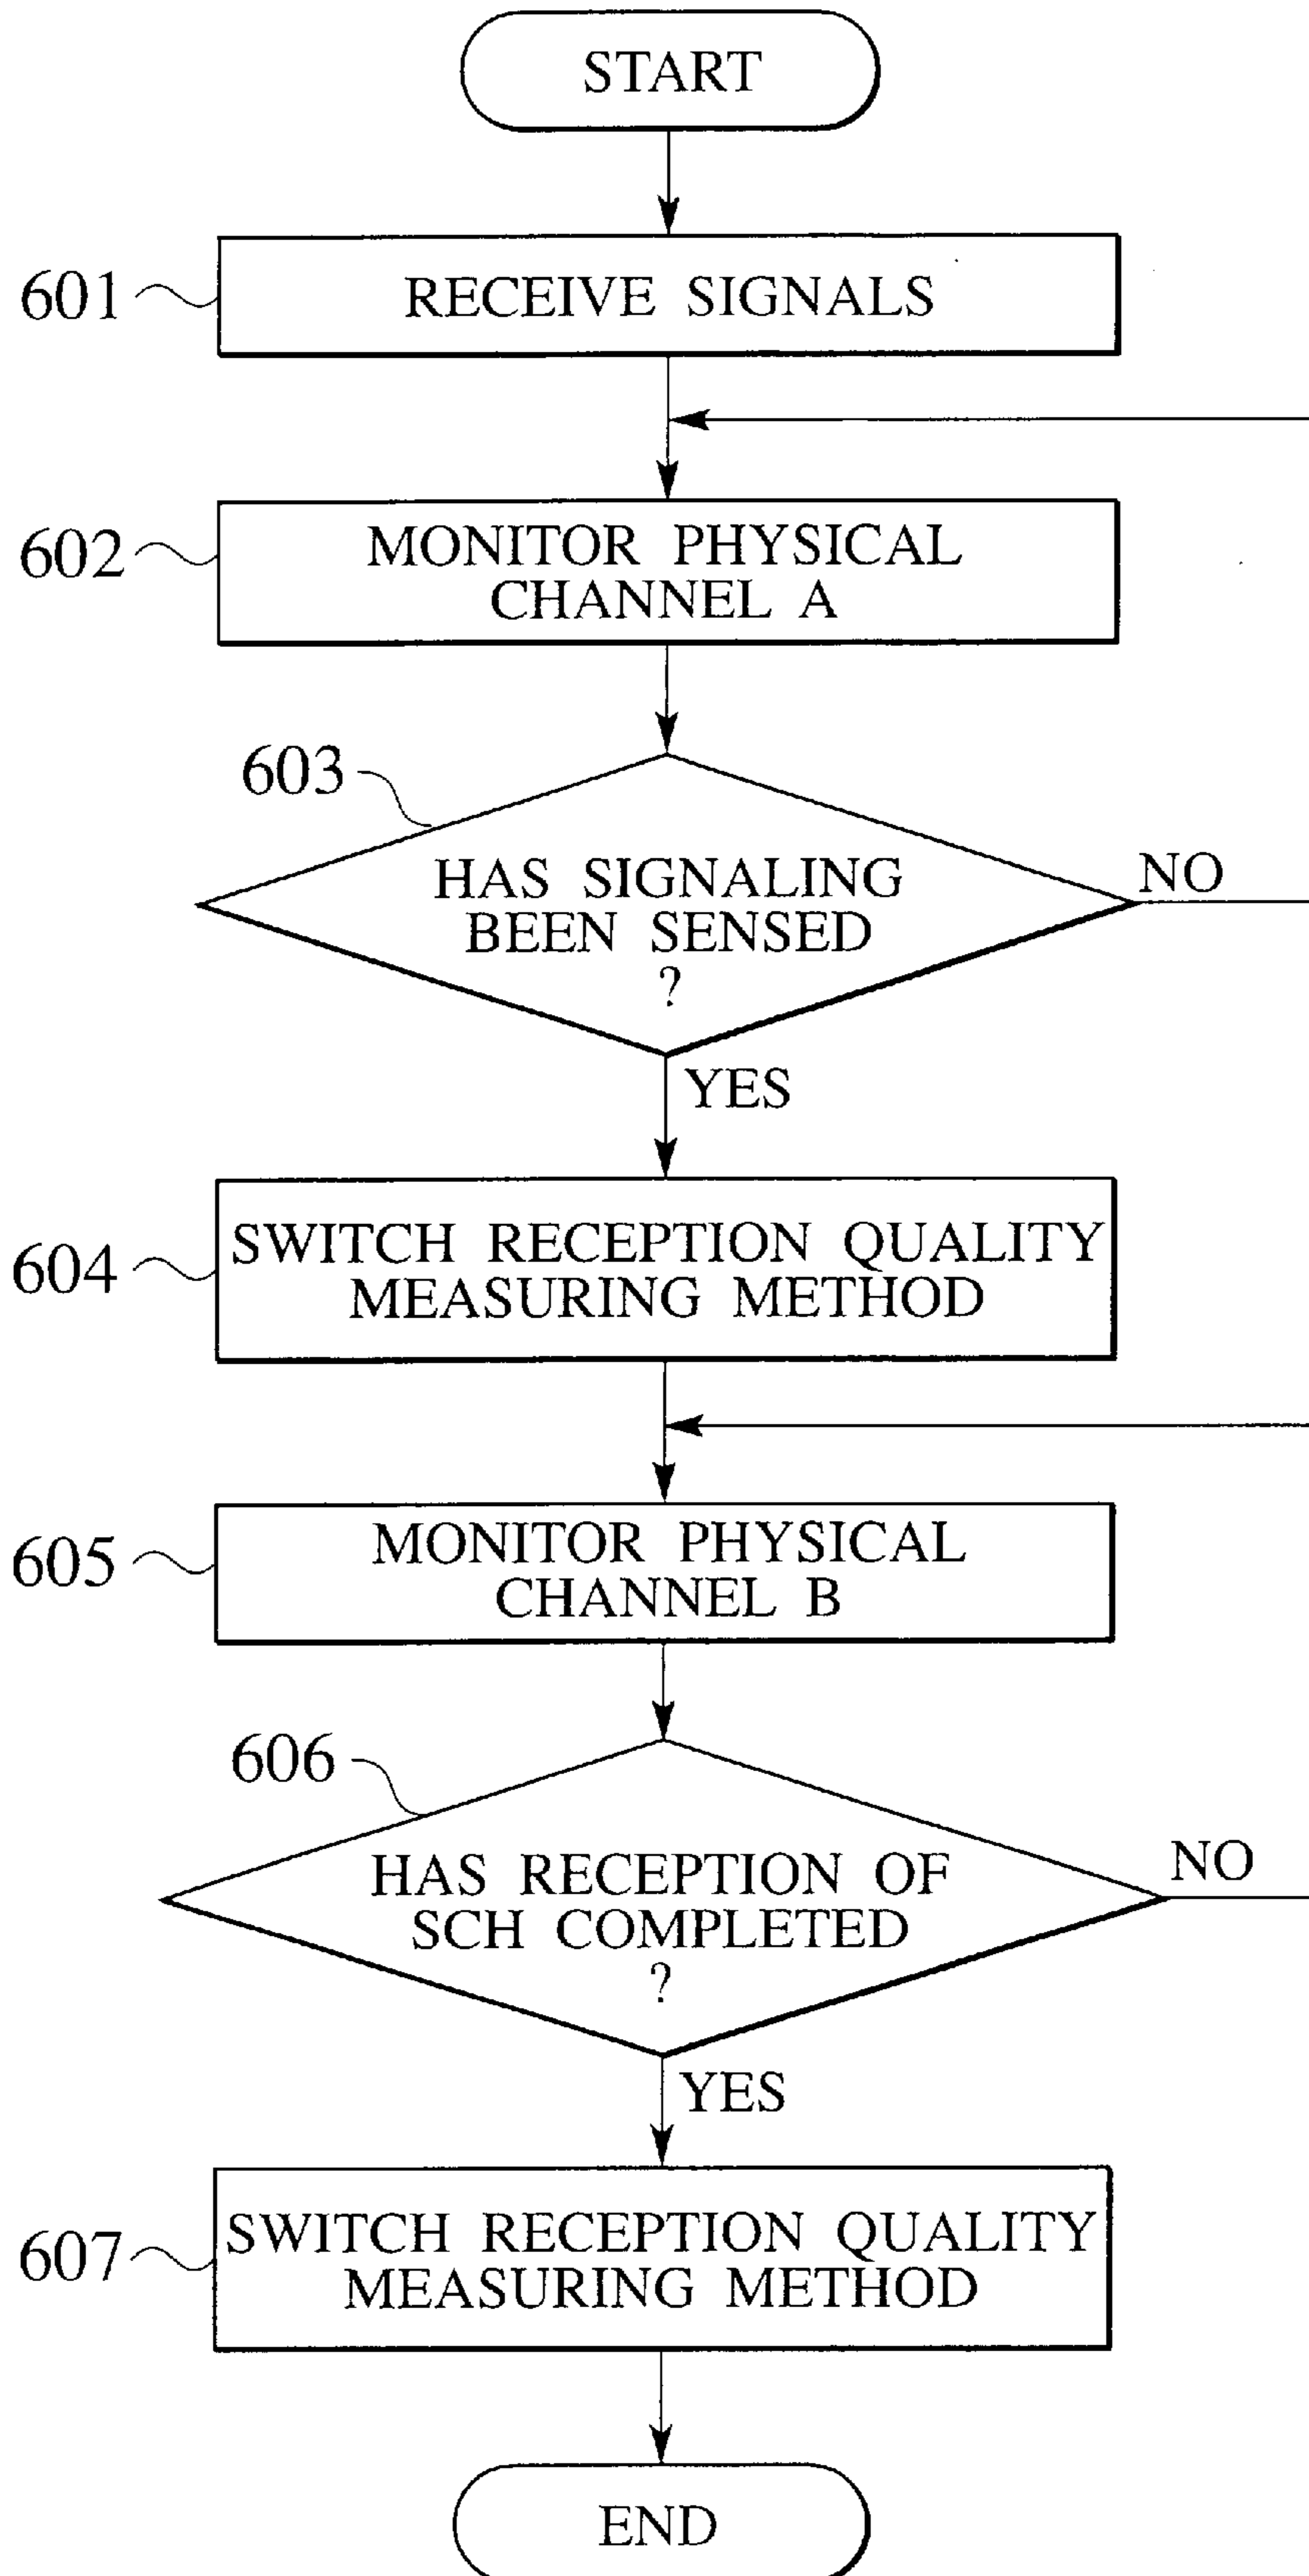 START
601
RECEIVE SIGNALS
602
MONITOR PHYSICAL
CHANNEL A
603
HAS SIGNALING
BEEN SENSED
?
NO
YES
604
SWITCH RECEPTION QUALITY
MEASURING METHOD
605
MONITOR PHYSICAL
CHANNEL B
606
HAS RECEPTION OF
SCH COMPLETED
?
NO
YES
607
SWITCH RECEPTION QUALITY
MEASURING METHOD
END